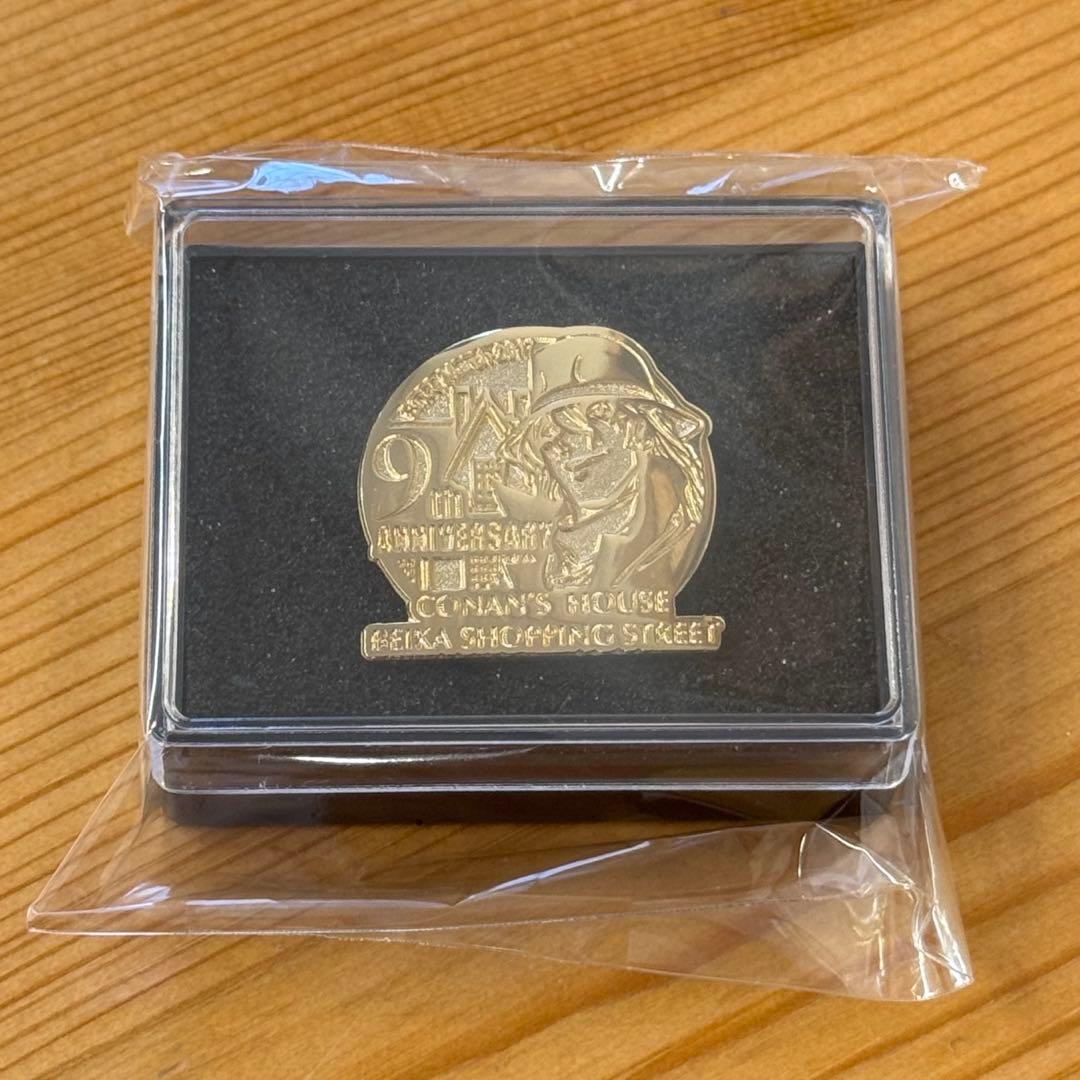 9th
ANNIVERSARY
CONAN'S HOUSE
BEIKA SHOPPING STREET